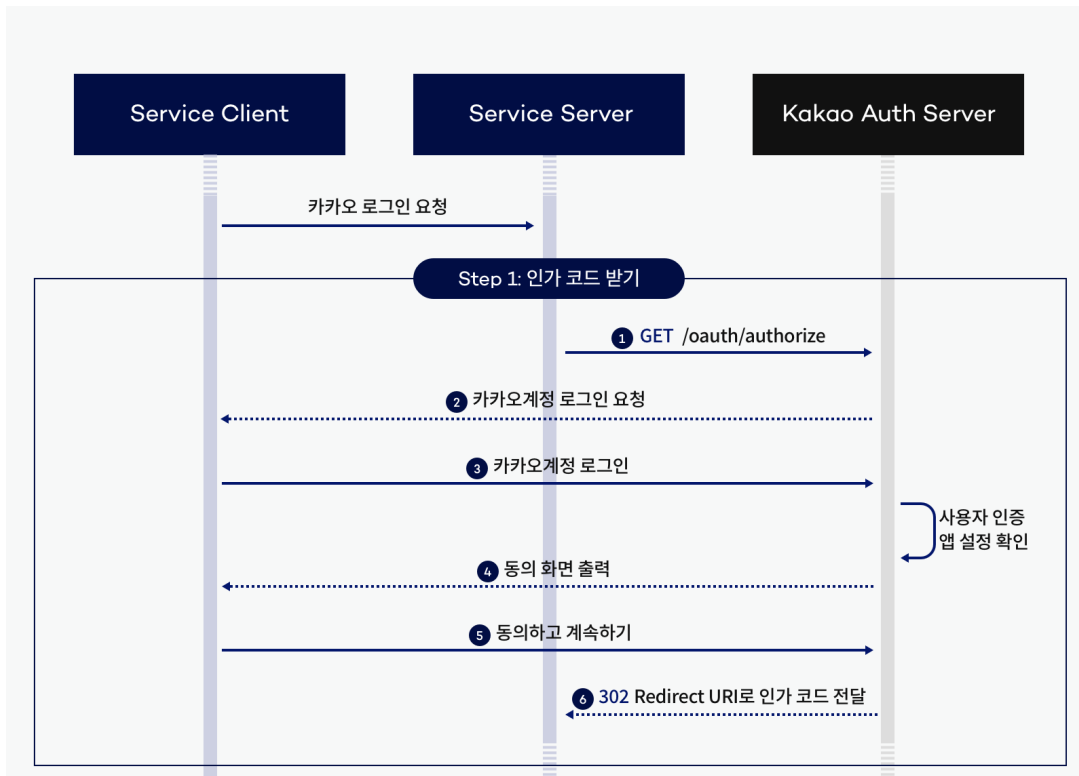 Service Client
Service Server
Kakao Auth Server
카카오 로그인 요청
Step 1: 인가 코드 받기
1 GET /oauth/authorize
2 카카오계정 로그인 요청
3 카카오계정 로그인
사용자 인증
앱 설정 확인
4 동의 화면 출력
5 동의하고 계속하기
6 302 Redirect URI로 인가 코드 전달